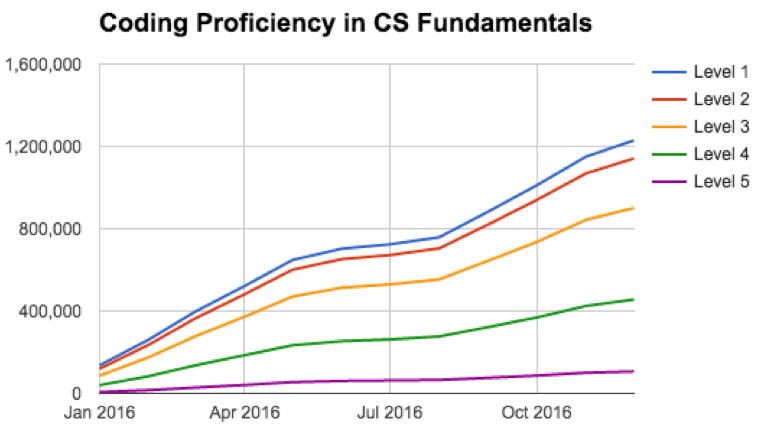 Coding Proficiency in CS Fundamentals
1,600,000
1,200,000
800,000
400,000
0
Jan 2016
Apr 2016
Jul 2016
Oct 2016
Level 1
Level 2
Level 3
Level 4
Level 5